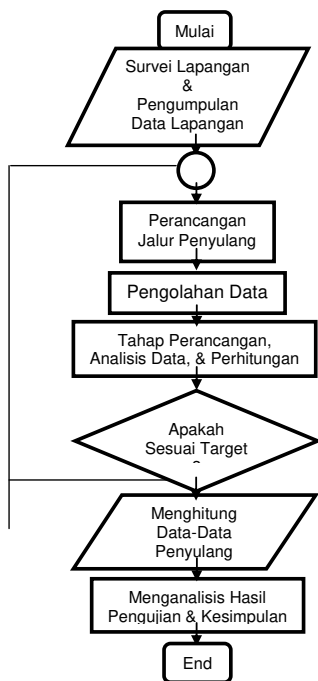 Mulai
Survei Lapangan
&
Pengumpulan
Data Lapangan
Perancangan
Jalur Penyulang
Pengolahan Data
Tahap Perancangan,
Analisis Data, & Perhitungan
Apakah
Sesuai Target
Menghitung
Data-Data
Penyulang
Menganalisis Hasil
Pengujian & Kesimpulan
End